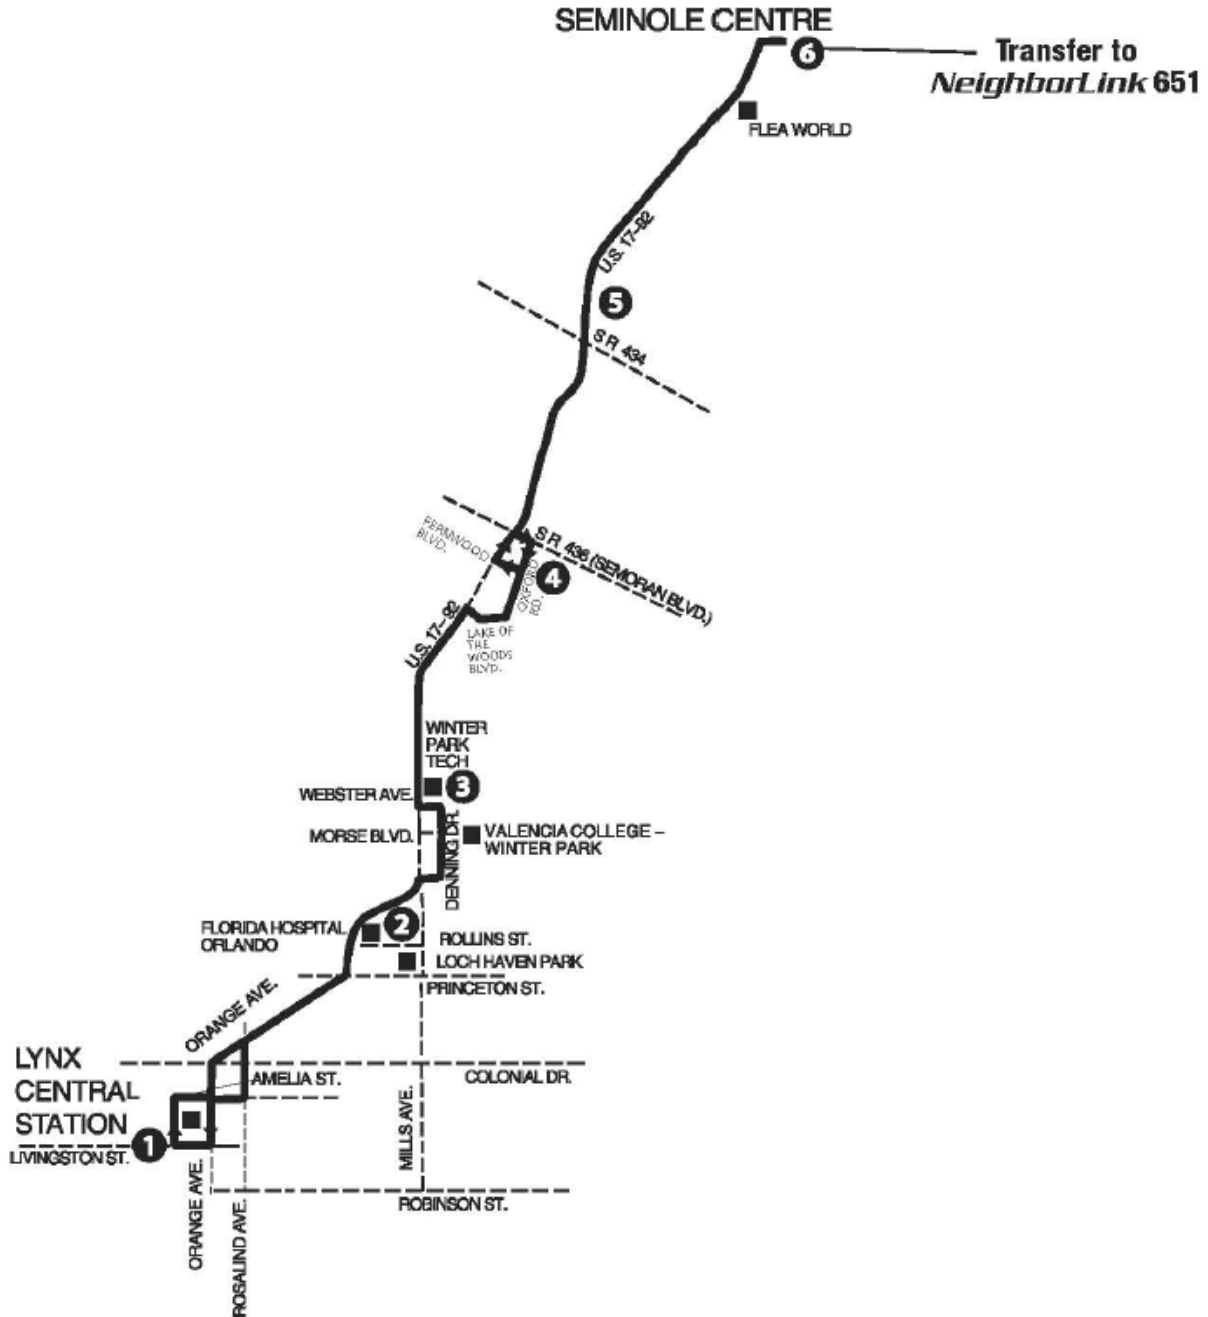 SEMINOLE CENTRE
6
Transfer to
NeighborLink 651
FLEA WORLD
U.S. 17-92
5
S R 434
FERNWOOD
BLVD.
S R 436 (SEMORAN BLVD.)
4
OXFORD
RD.
U.S. 17-92
LAKE OF
THE
WOODS
BLVD.
WINTER
PARK
TECH
3
WEBSTER AVE.
MORSE BLVD.
DENNING DR.
VALENCIA COLLEGE –
WINTER PARK
2
FLORIDA HOSPITAL
ORLANDO
ROLLINS ST.
LOCH HAVEN PARK
PRINCETON ST.
ORANGE AVE.
LYNX
CENTRAL
STATION
AMELIA ST.
COLONIAL DR.
MILLS AVE.
1
LIVINGSTON ST.
ORANGE AVE.
ROSALIND AVE.
ROBINSON ST.